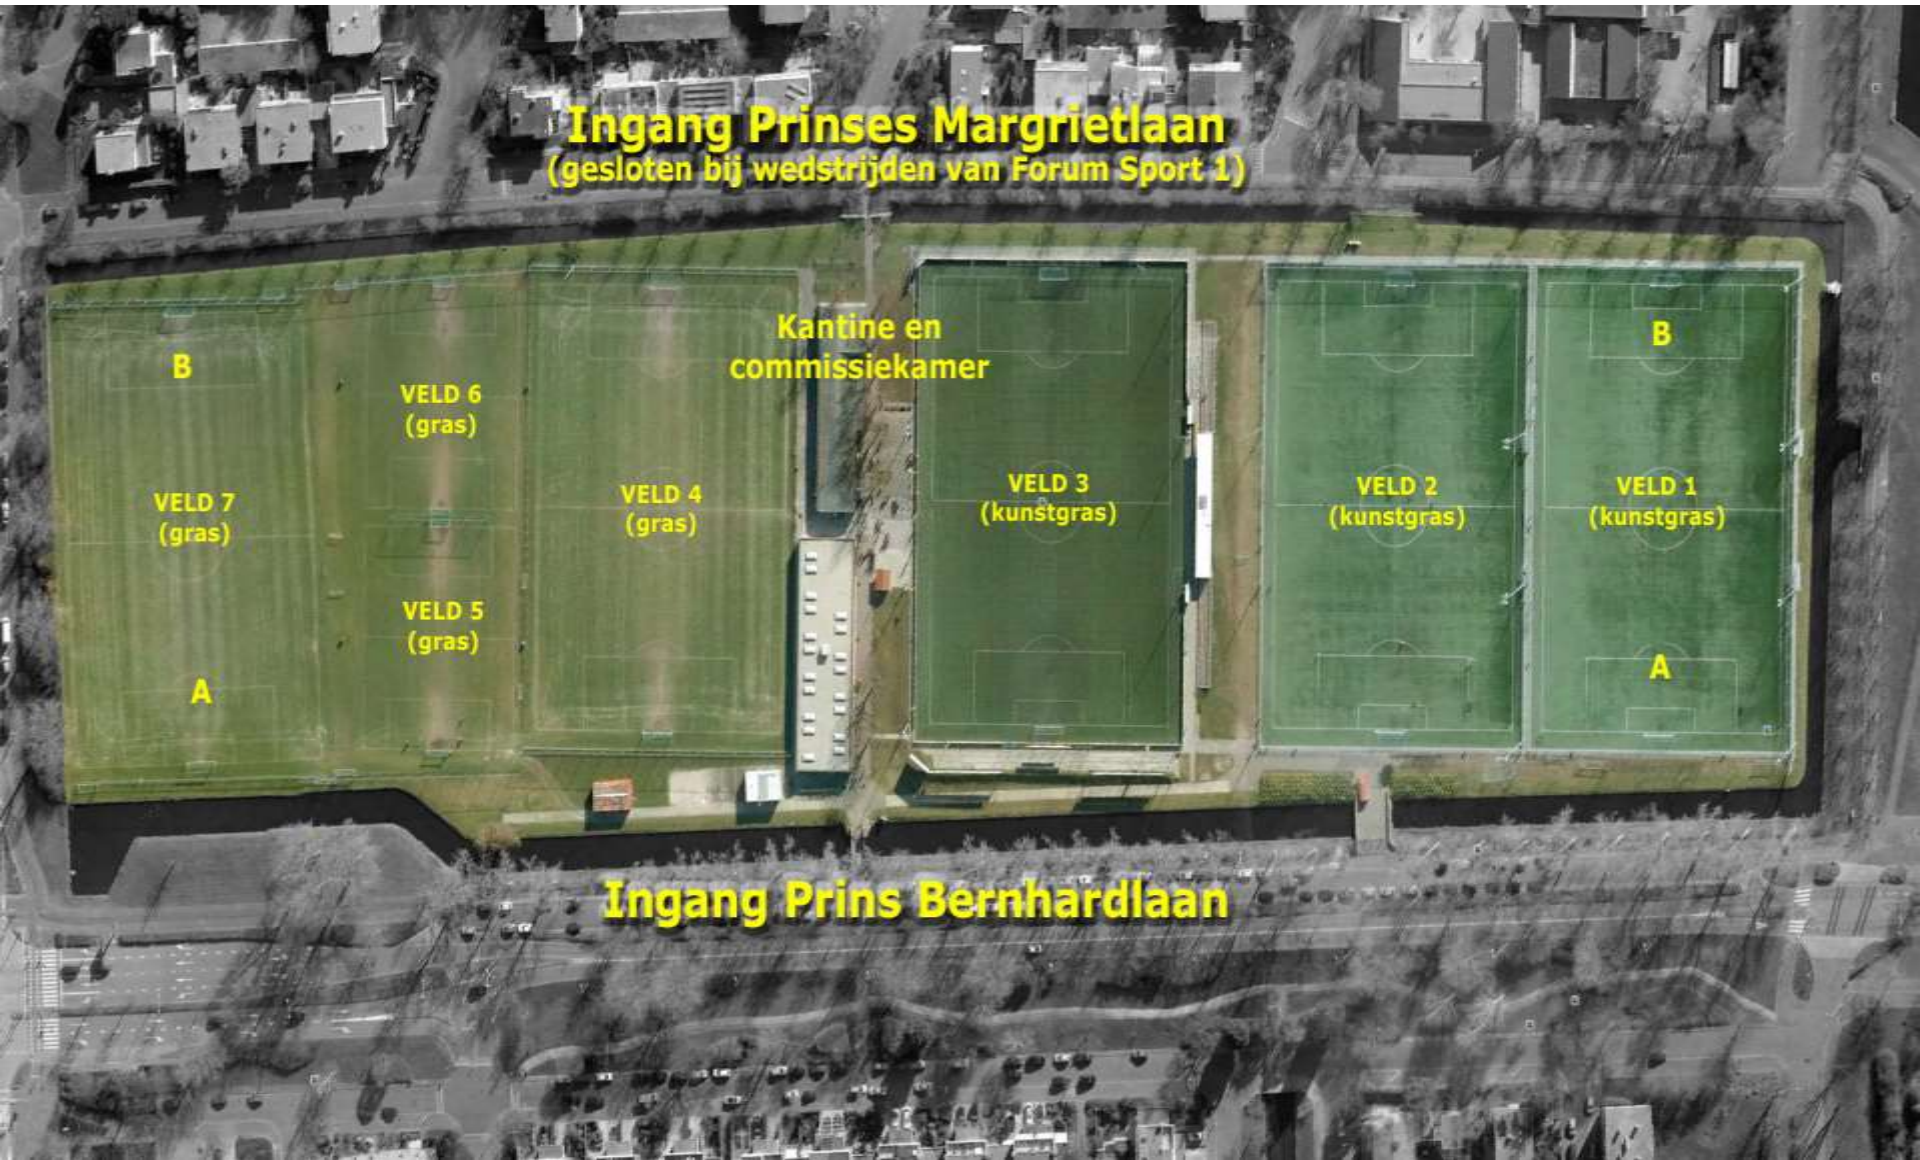 Ingang Prinses Margrietlaan
(gesloten bij wedstrijden van Forum Sport 1)
Kantine en
commissiekamer
B
VELD 6
(gras)
VELD 7
(gras)
VELD 4
(gras)
VELD 5
(gras)
A
VELD 3
(kunstgras)
VELD 2
(kunstgras)
B
VELD 1
(kunstgras)
A
Ingang Prins Bernhardlaan